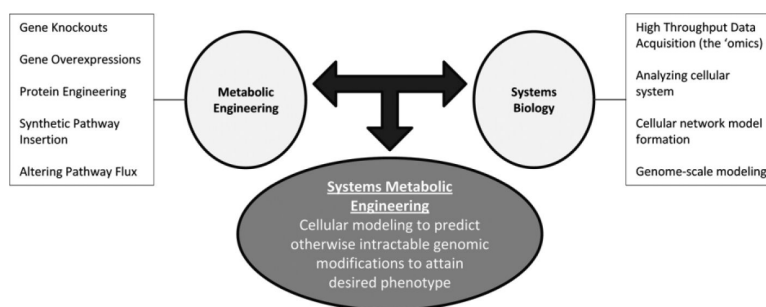 Gene Knockouts
Gene Overexpressions
Protein Engineering
Synthetic Pathway
Insertion
Altering Pathway Flux
Metabolic
Engineering
Systems
Biology
High Throughput Data
Acquisition (the ‘omics)
Analyzing cellular
system
Cellular network model
formation
Genome-scale modeling
Systems Metabolic
Engineering
Cellular modeling to predict
otherwise intractable genomic
modifications to attain
desired phenotype